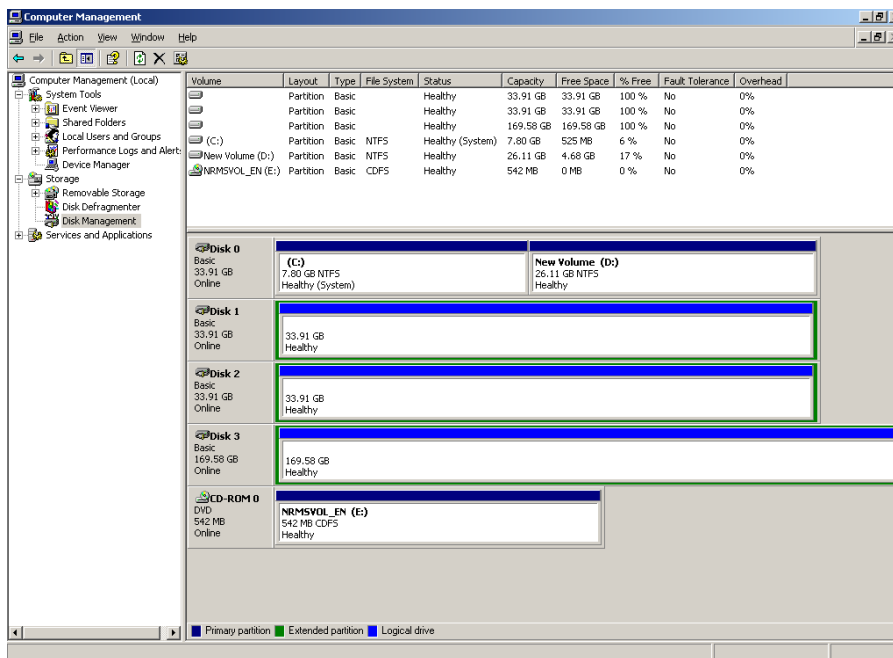 Computer Management
File Action View Window Help
Computer Management (Local)
System Tools
Event Viewer
Shared Folders
Local Users and Groups
Performance Logs and Alert
Device Manager
Storage
Removable Storage
Disk Defragmenter
Disk Management
Services and Applications
Volume Layout Type File System Status Capacity Free Space % Free Fault Tolerance Overhead
Partition Basic Healthy 33.91 GB 33.91 GB 100 % No 0%
Partition Basic Healthy 33.91 GB 33.91 GB 100 % No 0%
Partition Basic Healthy 169.58 GB 169.58 GB 100 % No 0%
(C:) Partition Basic NTFS Healthy (System) 7.80 GB 525 MB 6 % No 0%
New Volume (D:) Partition Basic NTFS Healthy 26.11 GB 4.68 GB 17 % No 0%
NRMSVOL_EN (E:) Partition Basic CDFS Healthy 542 MB 0 MB 0 % No 0%
Disk 0
Basic
33.91 GB
Online
(C:)
7.80 GB NTFS
Healthy (System)
New Volume (D:)
26.11 GB NTFS
Healthy
Disk 1
Basic
33.91 GB
Online
33.91 GB
Healthy
Disk 2
Basic
33.91 GB
Online
33.91 GB
Healthy
Disk 3
Basic
169.58 GB
Online
169.58 GB
Healthy
CD-ROM 0
DVD
542 MB
Online
NRMSVOL_EN (E:)
542 MB CDFS
Healthy
Primary partition Extended partition Logical drive